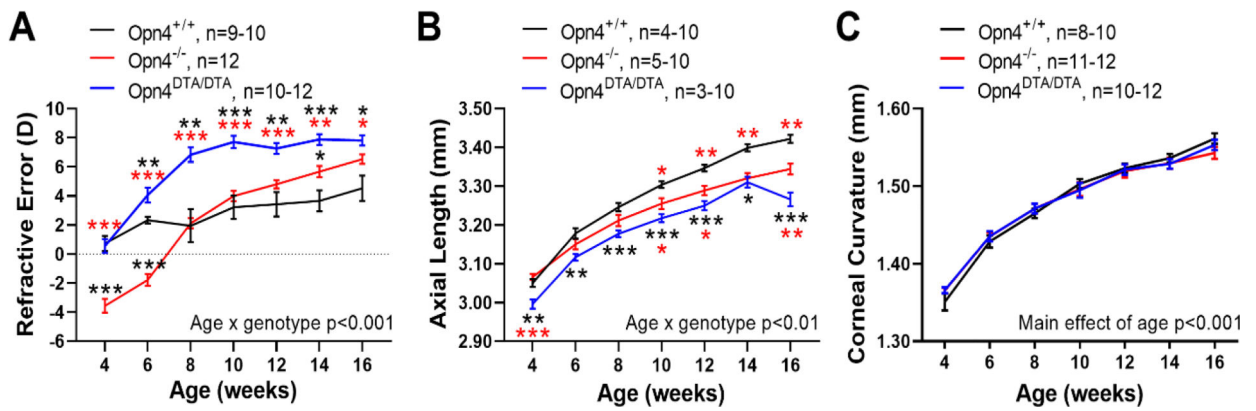 A
Opn4+/+, n=9-10
Opn4-/-, n=12
Opn4DTA/DTA, n=10-12
Refractive Error (D)
10
8
6
4
2
0
-2
-4
-6
*** *** *
** ** **
*** *** *** *** ** *
*
***
***
***
Age x genotype p<0.001
4 6 8 10 12 14 16
Age (weeks)
B
Opn4+/+, n=4-10
Opn4-/-, n=5-10
Opn4DTA/DTA, n=3-10
Axial Length (mm)
3.50
3.40
3.30
3.20
3.10
3.00
2.90
* ** ** **
** ** *** *** *** * ***
*** * * **
Age x genotype p<0.01
4 6 8 10 12 14 16
Age (weeks)
C
Opn4+/+, n=8-10
Opn4-/-, n=11-12
Opn4DTA/DTA, n=10-12
Corneal Curvature (mm)
1.60
1.50
1.40
1.30
Main effect of age p<0.001
4 6 8 10 12 14 16
Age (weeks)